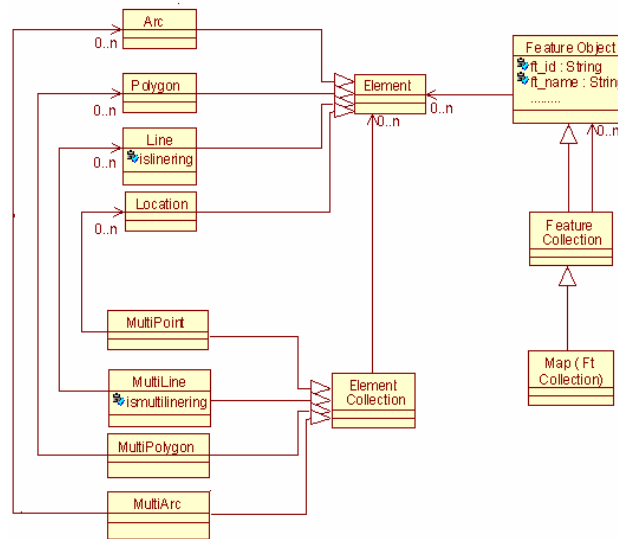 Arc
0..n
Polygon
0..n
Line
islinering
0..n
Location
0..n
Element
0..n
0..n
Feature Object
ft_id : String
ft_name : String
.........
0..n
Feature
Collection
Map ( Ft
Collection)
MultiPoint
MultiLine
ismultilinering
MultiPolygon
MultiArc
Element
Collection